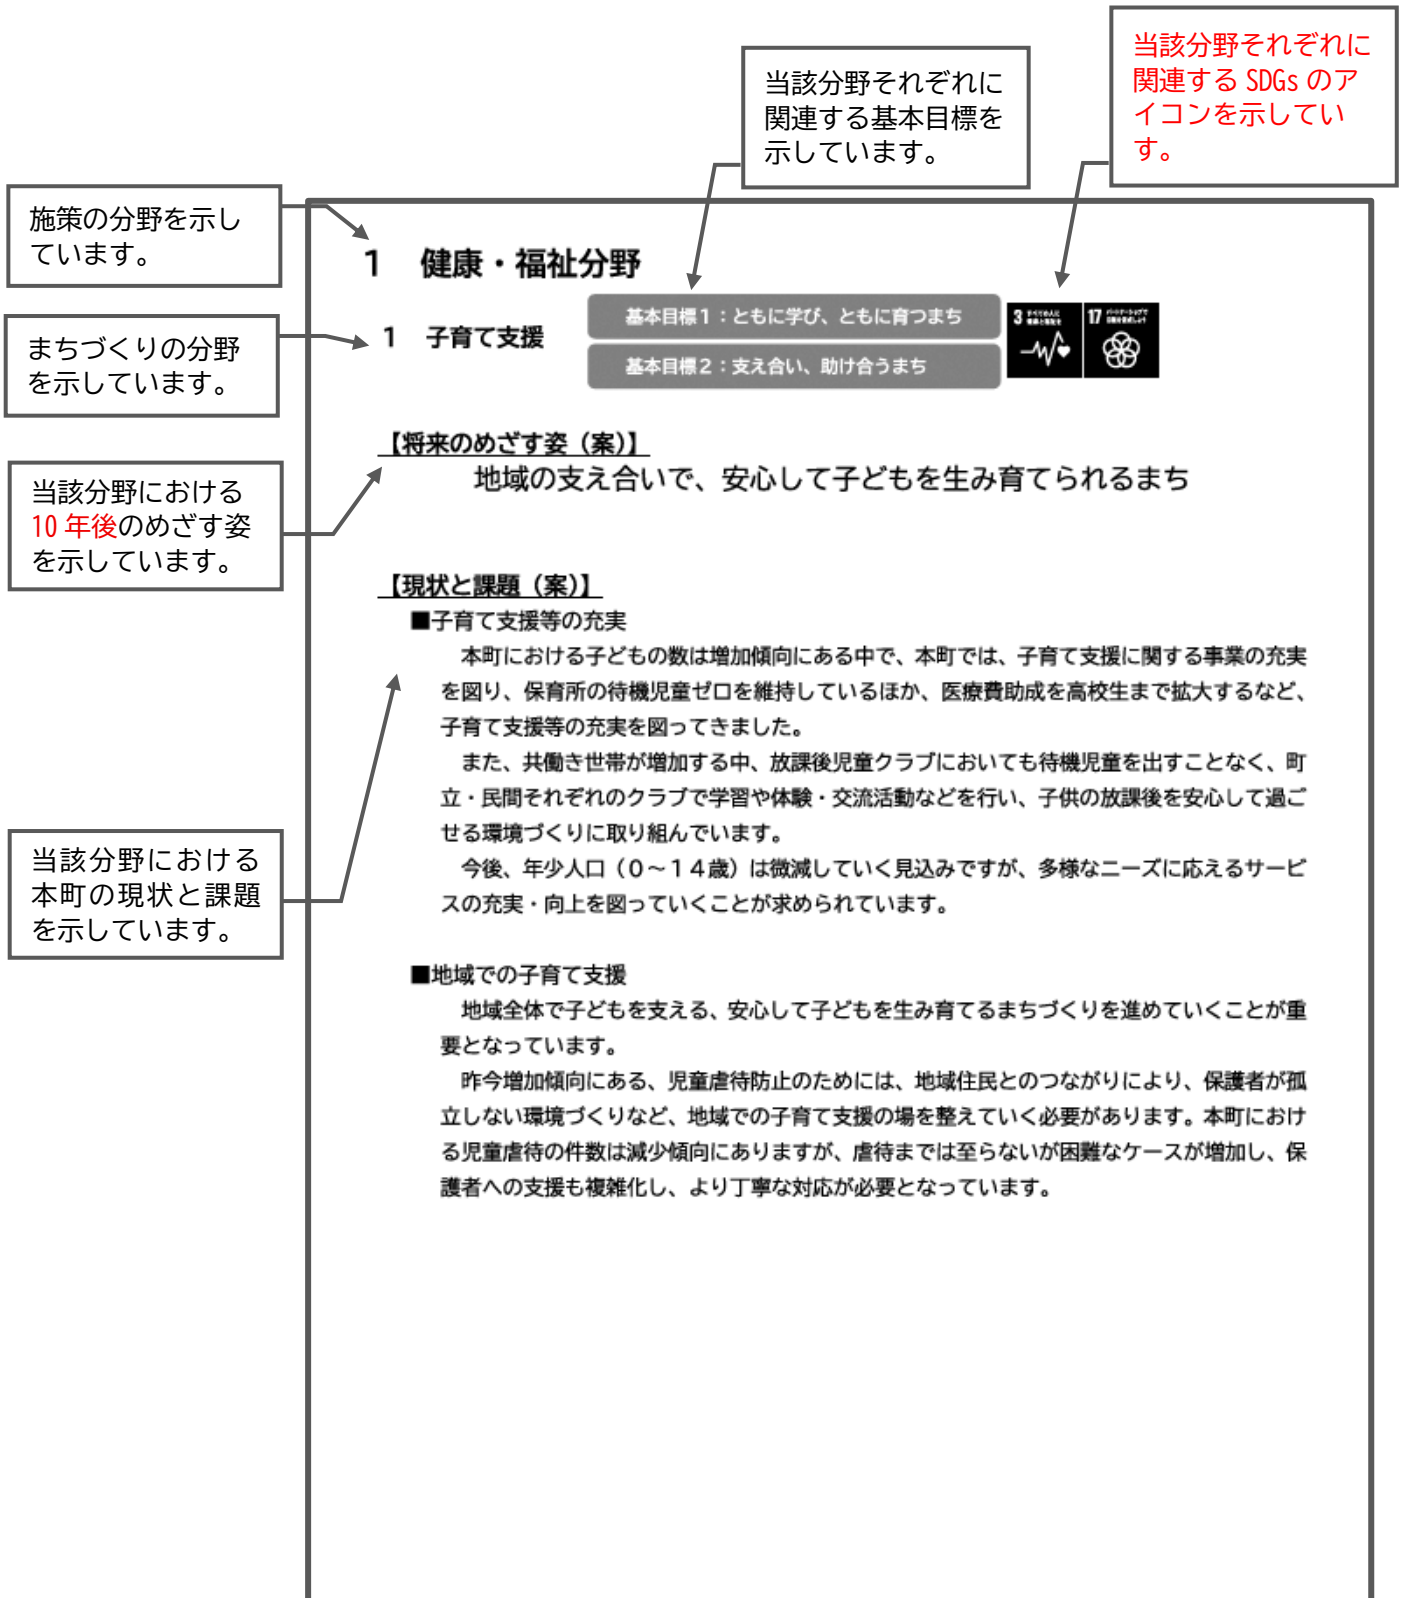 当該分野それぞれに
関連する SDGs のア
イコンを示してい
す。
当該分野それぞれに
関連する基本目標を
示しています。
施策の分野を示し
ています。
1 健康・福祉分野
まちづくりの分野
を示しています。
1 子育て支援
基本目標1：ともに学び、ともに育つまち
基本目標2：支え合い、助け合うまち
3 すべての人に
健康と福祉を
17 パートナーシップで
目標を達成しよう
【将来のめざす姿（案）】
地域の支え合いで、安心して子どもを生み育てられるまち
当該分野における
10 年後のめざす姿
を示しています。
【現状と課題（案）】
■子育て支援等の充実
本町における子どもの数は増加傾向にある中で、本町では、子育て支援に関する事業の充実
を図り、保育所の待機児童ゼロを維持しているほか、医療費助成を高校生まで拡大するなど、
子育て支援等の充実を図ってきました。
また、共働き世帯が増加する中、放課後児童クラブにおいても待機児童を出すことなく、町
立・民間それぞれのクラブで学習や体験・交流活動などを行い、子供の放課後を安心して過ご
せる環境づくりに取り組んでいます。
今後、年少人口（０～１４歳）は微減していく見込みですが、多様なニーズに応えるサービ
スの充実・向上を図っていくことが求められています。
当該分野における
本町の現状と課題
を示しています。
■地域での子育て支援
地域全体で子どもを支える、安心して子どもを生み育てるまちづくりを進めていくことが重
要となっています。
昨今増加傾向にある、児童虐待防止のためには、地域住民とのつながりにより、保護者が孤
立しない環境づくりなど、地域での子育て支援の場を整えていく必要があります。本町におけ
る児童虐待の件数は減少傾向にありますが、虐待までは至らないが困難なケースが増加し、保
護者への支援も複雑化し、より丁寧な対応が必要となっています。